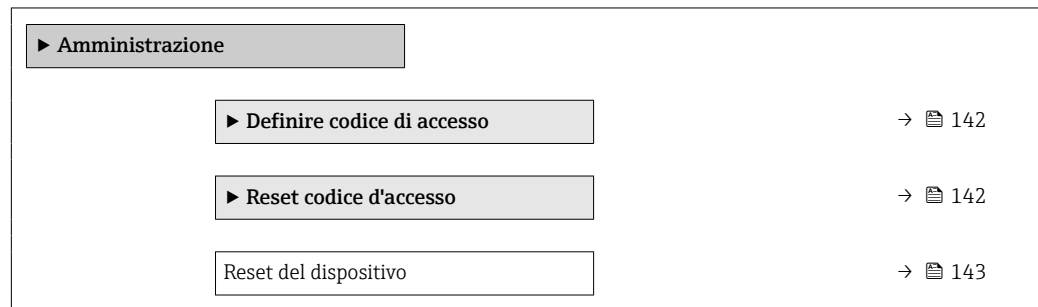 ▶ Amministrazione
▶ Definire codice di accesso → 🖺 142
▶ Reset codice d'accesso → 🖺 142
Reset del dispositivo → 🖺 143